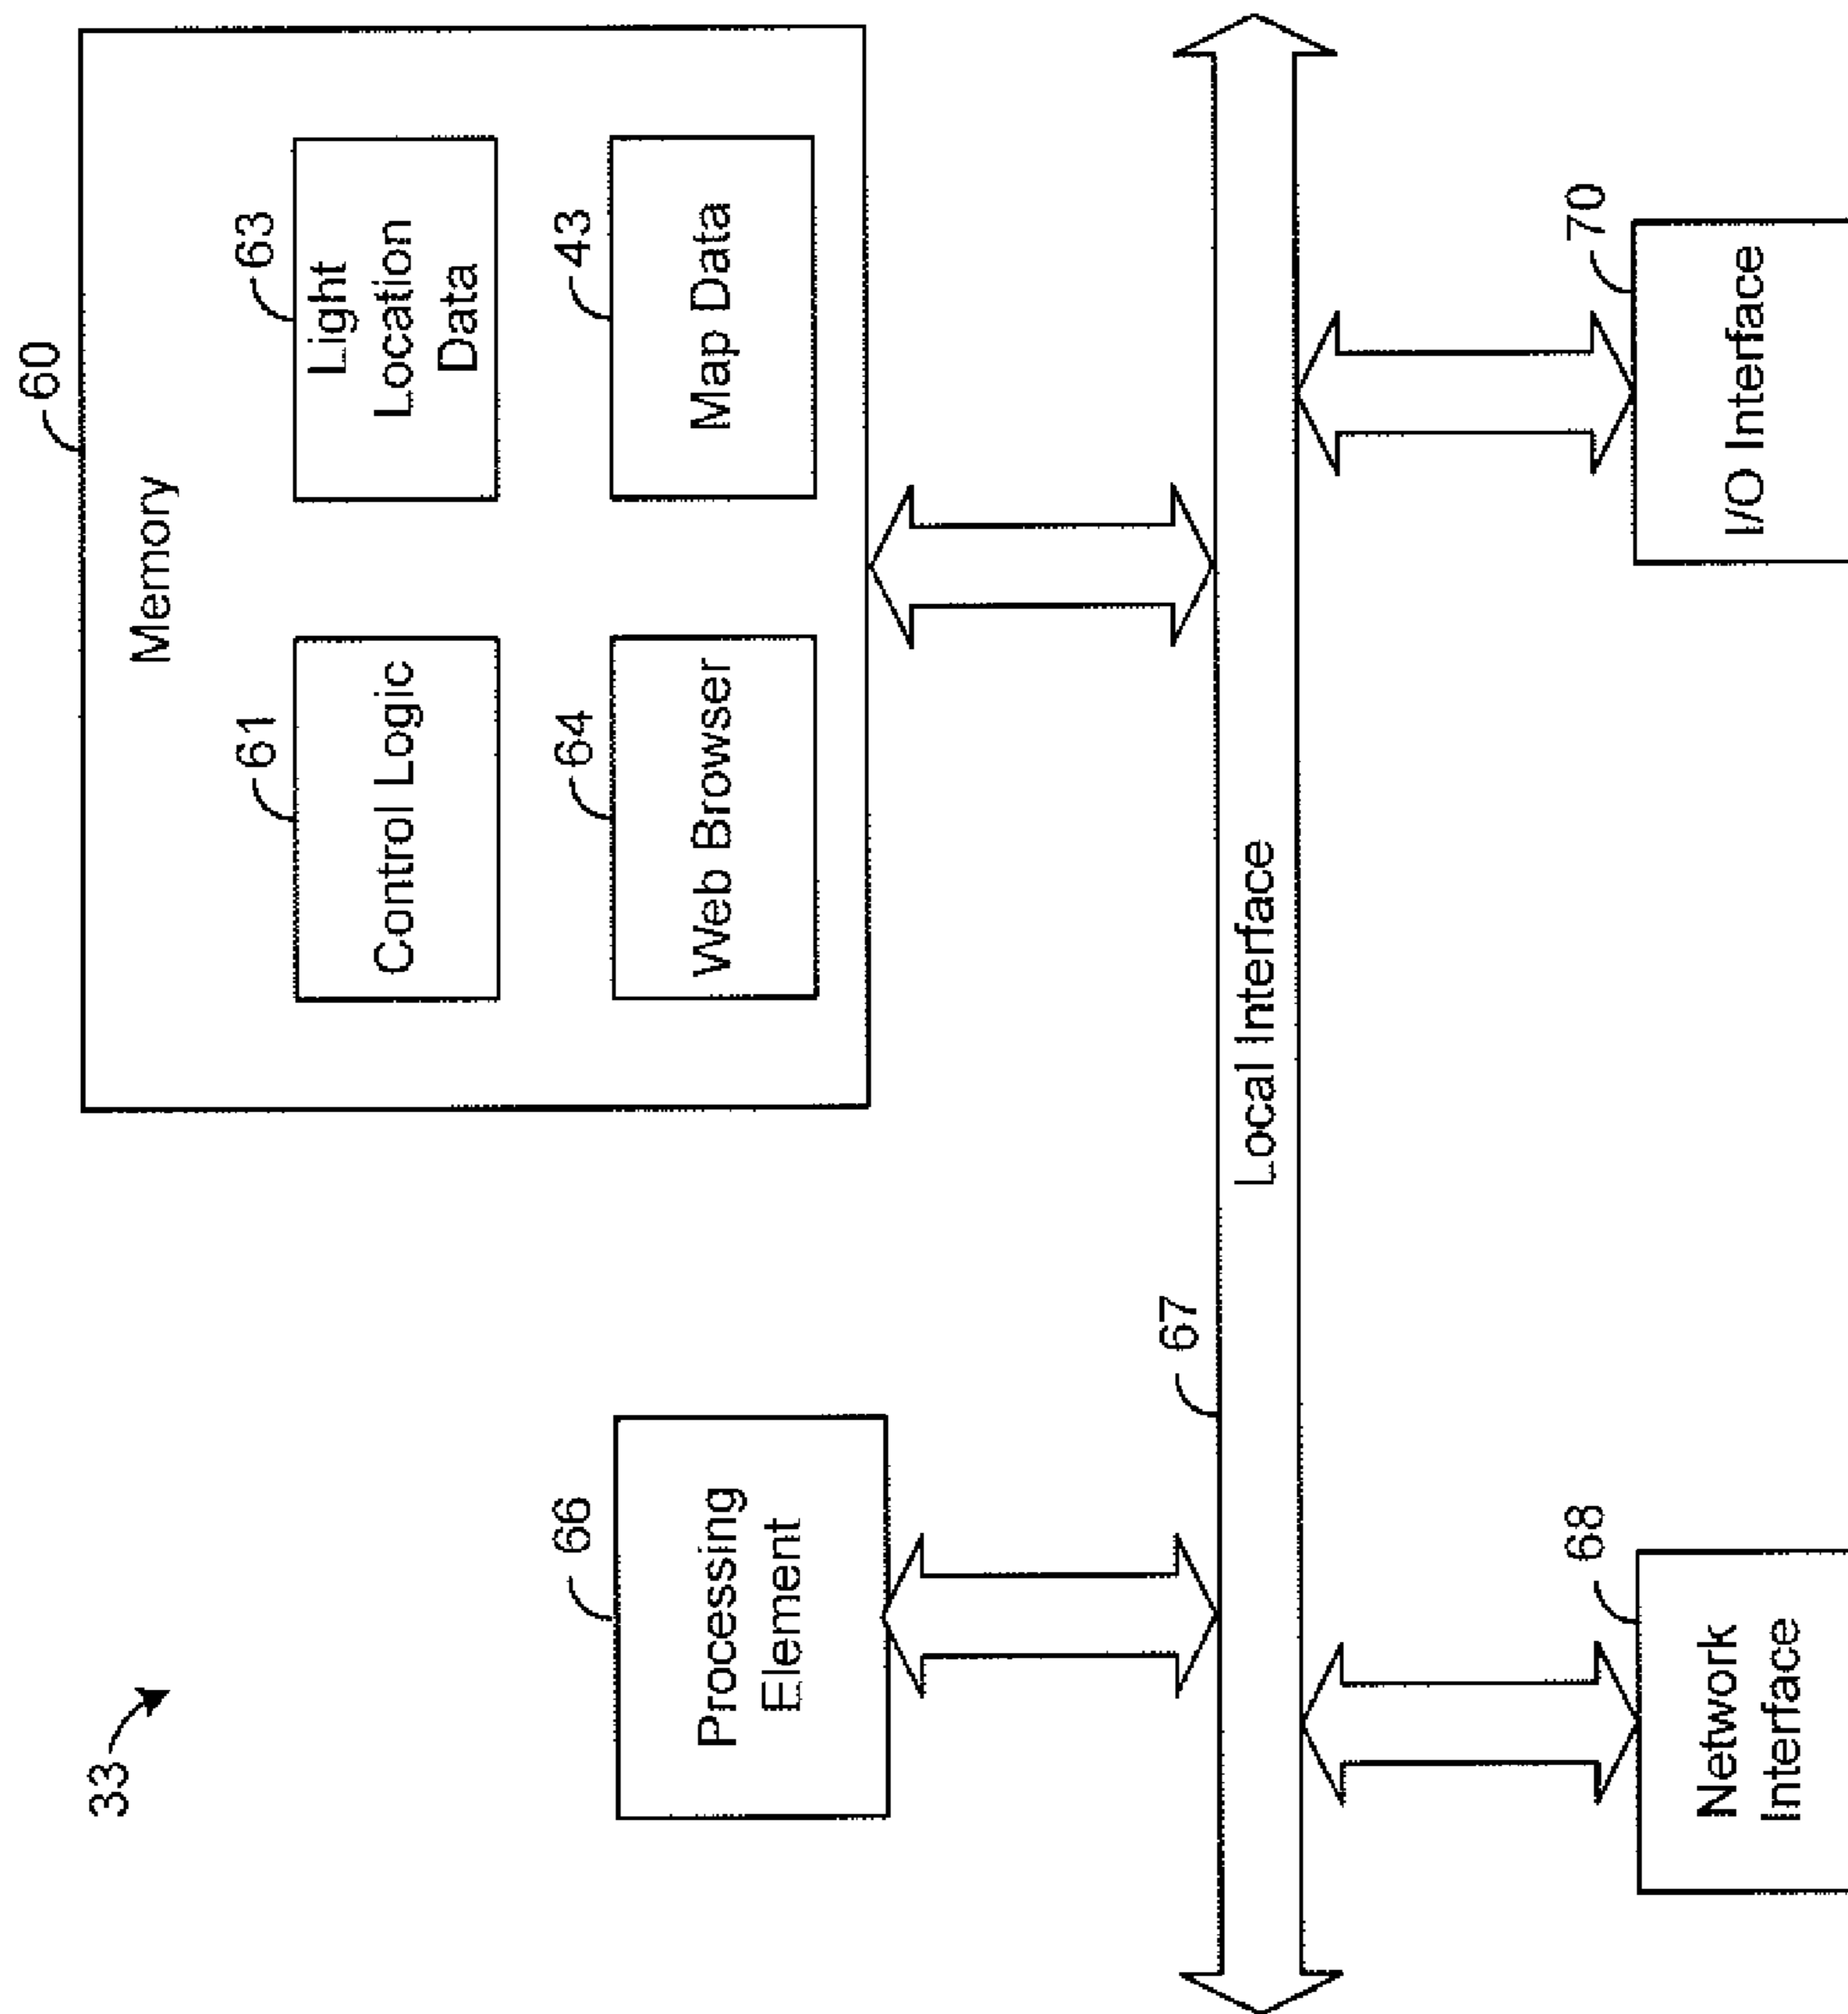 33
60
Memory
61
Control Logic
63
Light
Location
Data
64
Web Browser
43
Map Data
66
Processing
Element
67
Local Interface
68
Network
Interface
70
I/O Interface